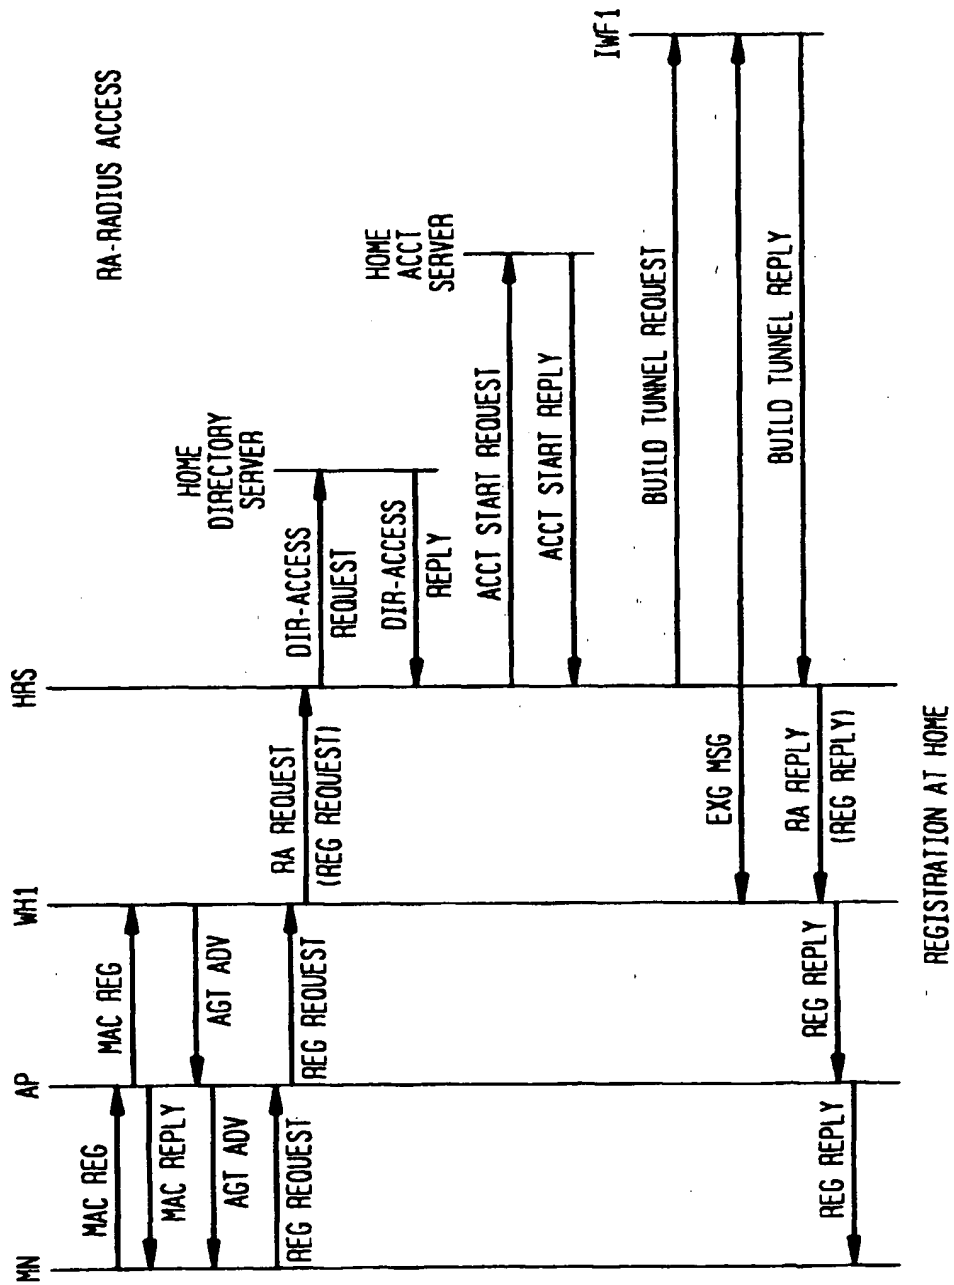 RA-RADIUS ACCESS
MN
AP
WH1
HRS
HOME
DIRECTORY
SERVER
HOME
ACCT
SERVER
IWF1
MAC REG
MAC REG
MAC REPLY
AGT ADV
AGT ADV
REG REQUEST
REG REQUEST
RA REQUEST
(REG REQUEST)
DIR-ACCESS
REQUEST
DIR-ACCESS
REPLY
ACCT START REQUEST
ACCT START REPLY
BUILD TUNNEL REQUEST
EXG MSG
BUILD TUNNEL REPLY
RA REPLY
(REG REPLY)
REG REPLY
REG REPLY
REGISTRATION AT HOME